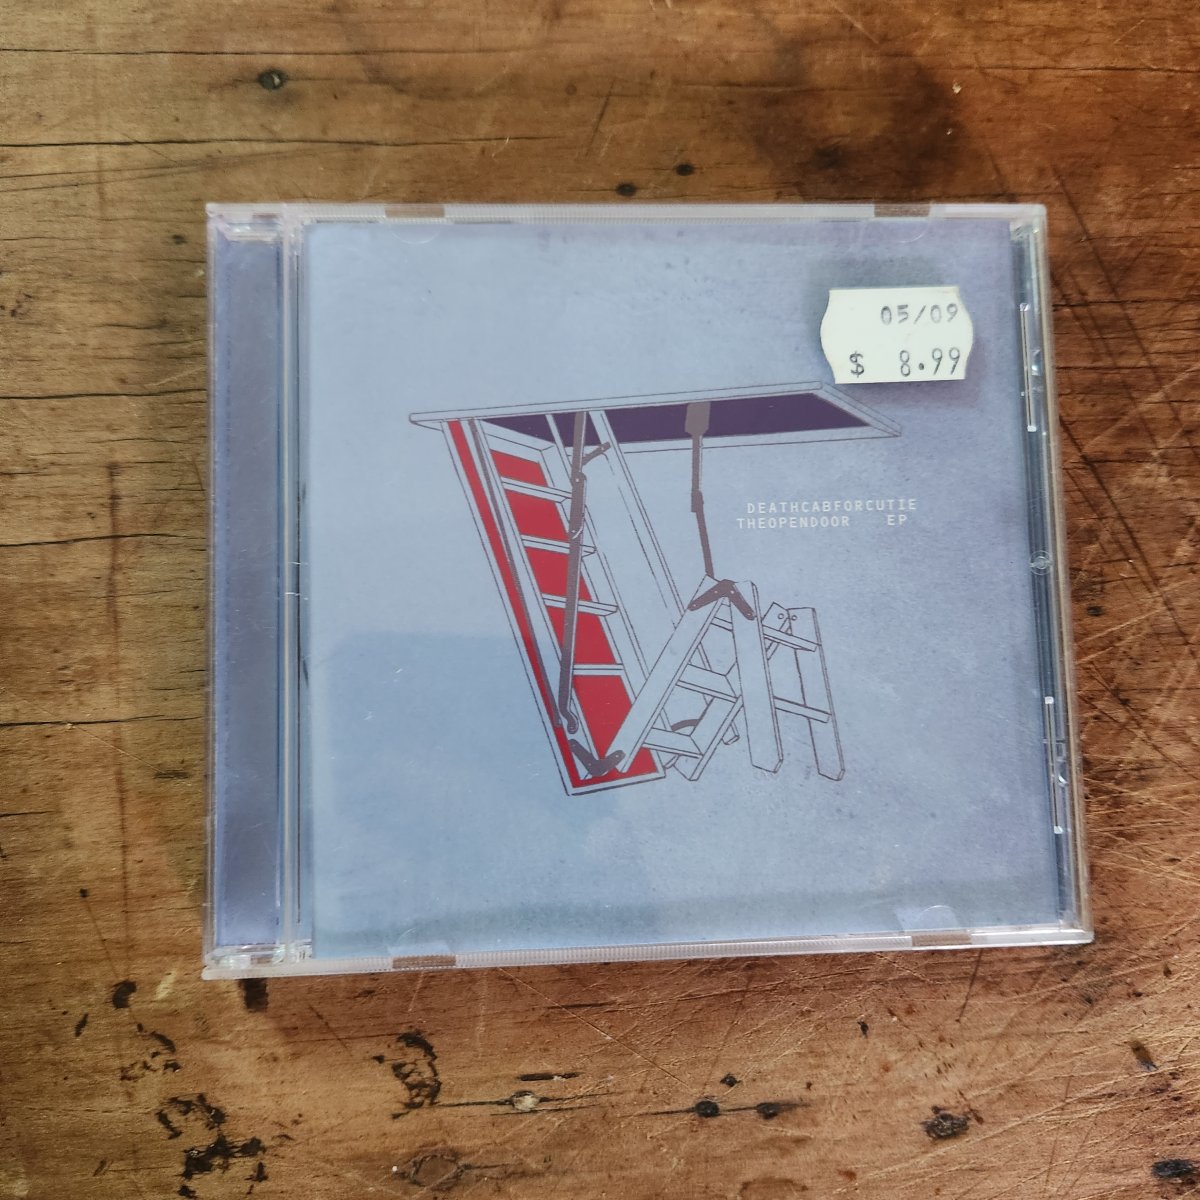 05/09
$ 8.99
DEATHCABFORCUTIE
THEOPENDOOR EP